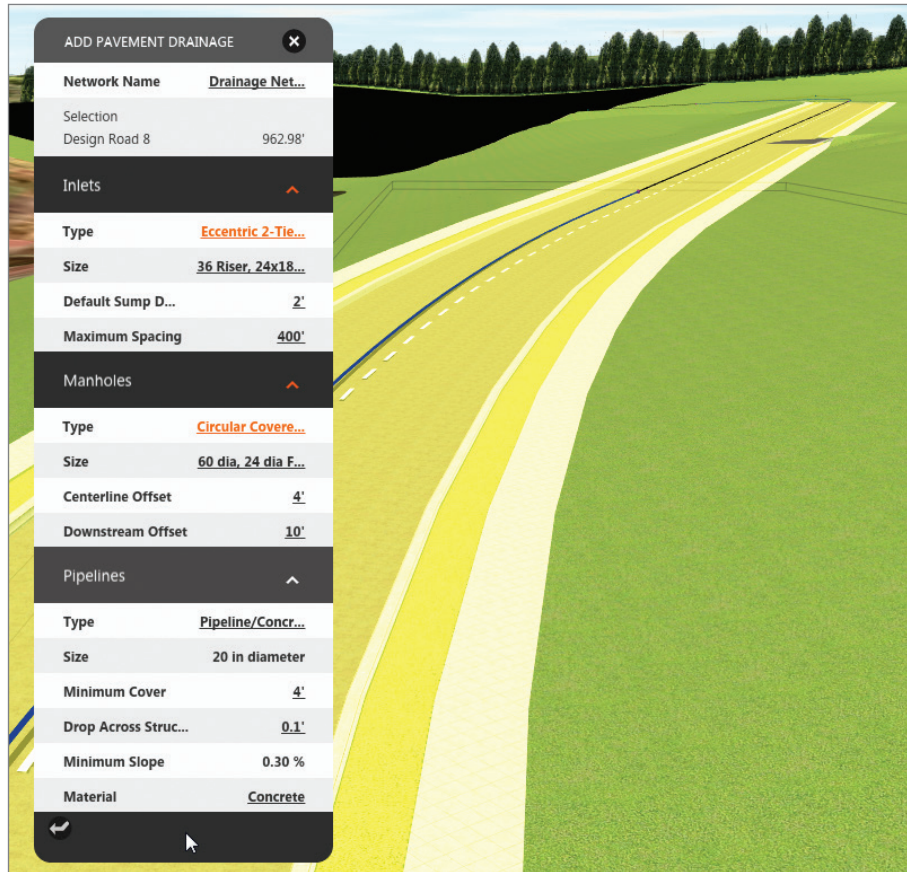 ADD PAVEMENT DRAINAGE
Network Name Drainage Net...
Selection
Design Road 8 962.98'
Inlets
Type Eccentric 2-Tie...
Size 36 Riser, 24x18...
Default Sump D... 2'
Maximum Spacing 400'
Manholes
Type Circular Covere...
Size 60 dia, 24 dia F...
Centerline Offset 4'
Downstream Offset 10'
Pipelines
Type Pipeline/Concr...
Size 20 in diameter
Minimum Cover 4'
Drop Across Struc... 0.1'
Minimum Slope 0.30 %
Material Concrete